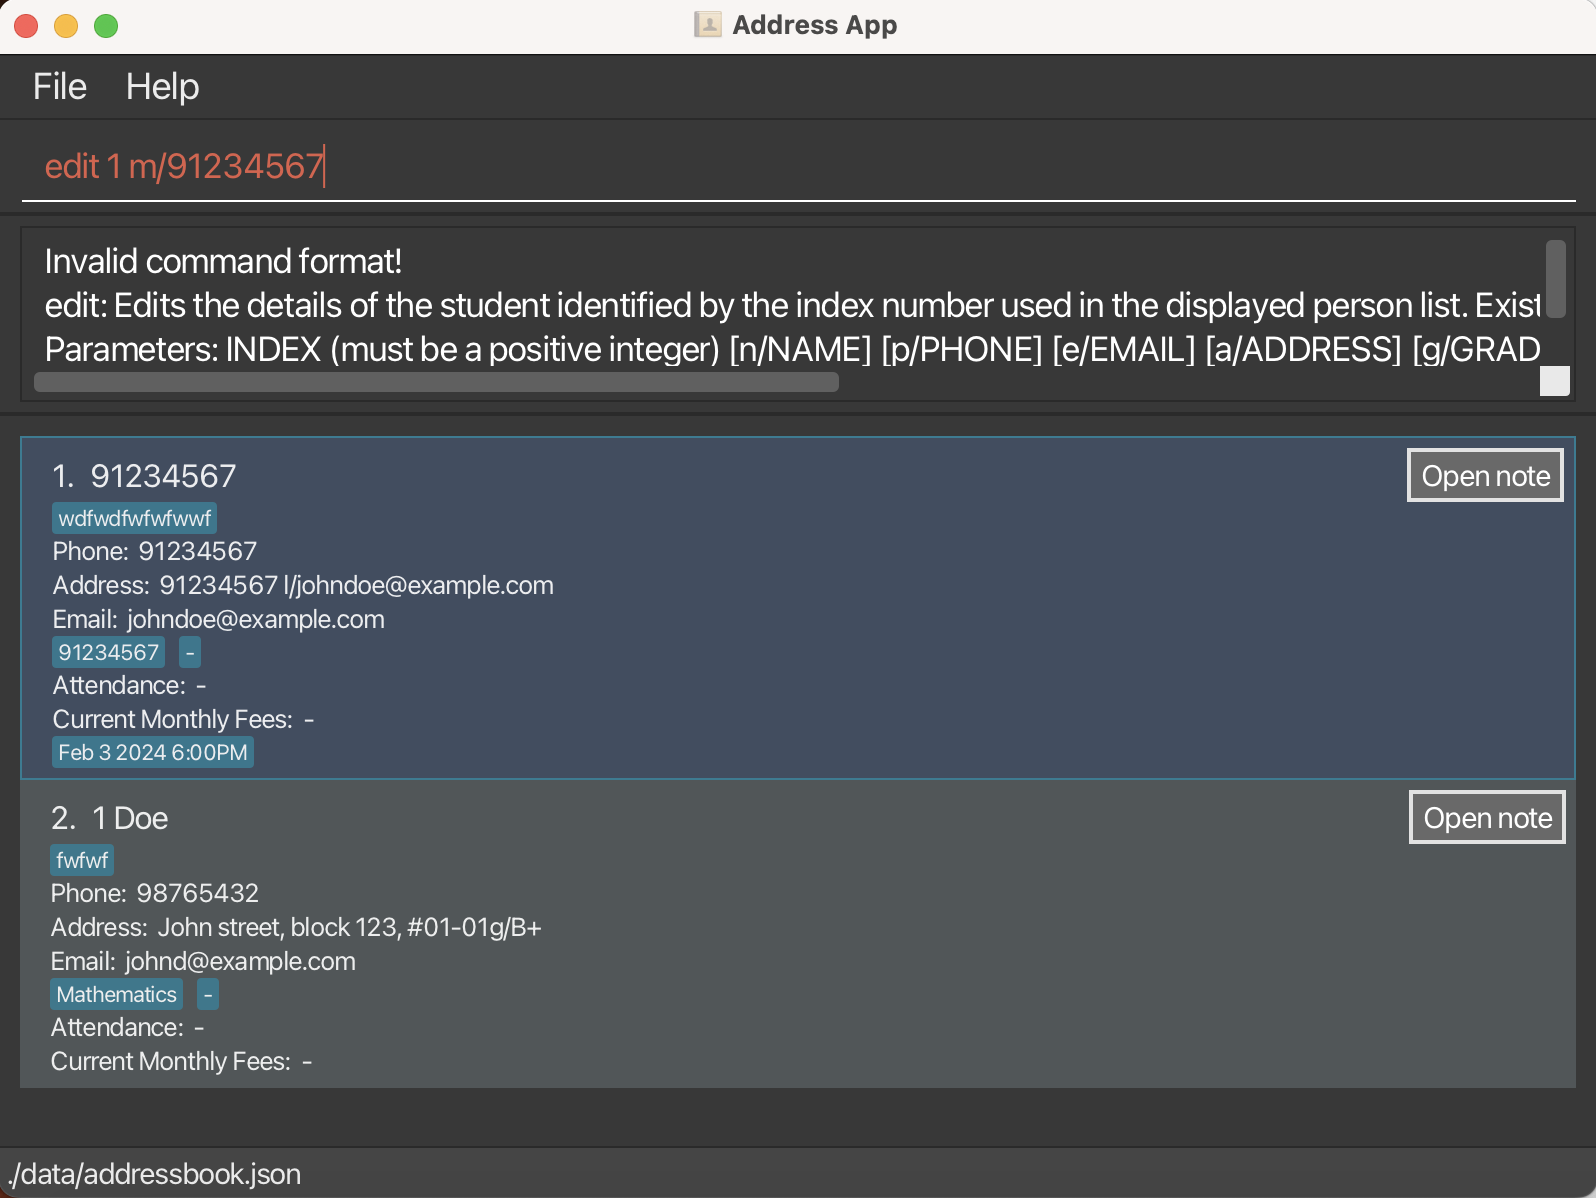 Address App
File Help
edit 1 m/91234567
Invalid command format!
edit: Edits the details of the student identified by the index number used in the displayed person list. Exist
Parameters: INDEX (must be a positive integer) [n/NAME] [p/PHONE] [e/EMAIL] [a/ADDRESS] [g/GRAD
1. 91234567
Open note
wdfwdfwfwfwwf
Phone: 91234567
Address: 91234567 l/johndoe@example.com
Email: johndoe@example.com
91234567 -
Attendance: -
Current Monthly Fees: -
Feb 3 2024 6:00PM
2. 1 Doe
Open note
fwfwf
Phone: 98765432
Address: John street, block 123, #01-01g/B+
Email: johnd@example.com
Mathematics -
Attendance: -
Current Monthly Fees: -
./data/addressbook.json